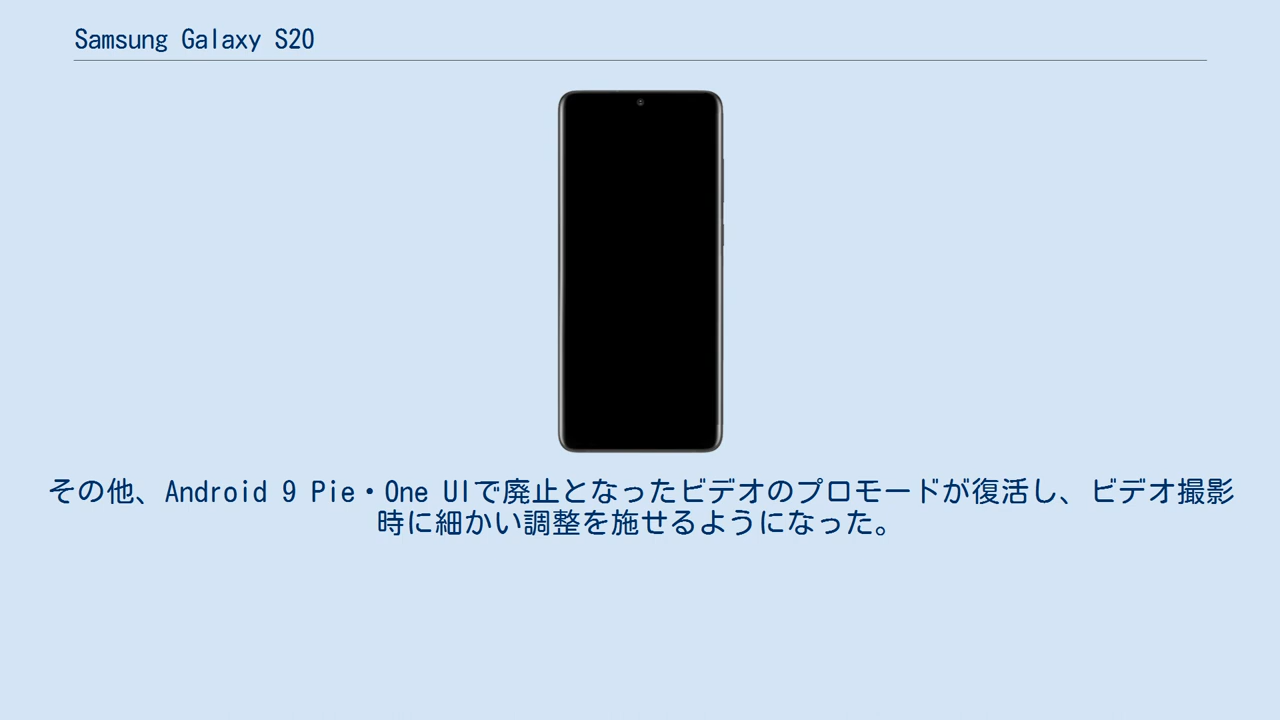 Samsung Galaxy S20
その他、Android 9 Pie・One UIで廃止となったビデオのプロモードが復活し、ビデオ撮影
時に細かい調整を施せるようになった。